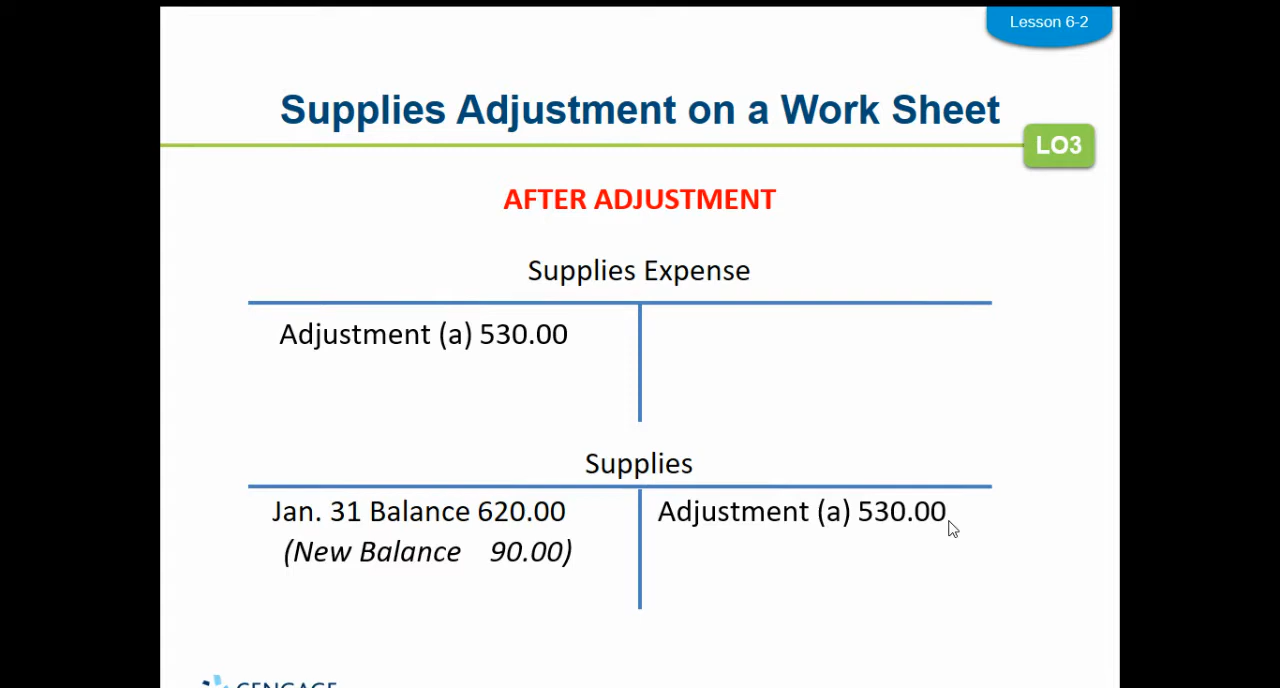 Lesson 6-2
Supplies Adjustment on a Work Sheet
LO3
AFTER ADJUSTMENT
Supplies Expense
Adjustment (a) 530.00
Supplies
Jan. 31 Balance 620.00 Adjustment (a) 530.00
(New Balance 90.00)
CENGAGE